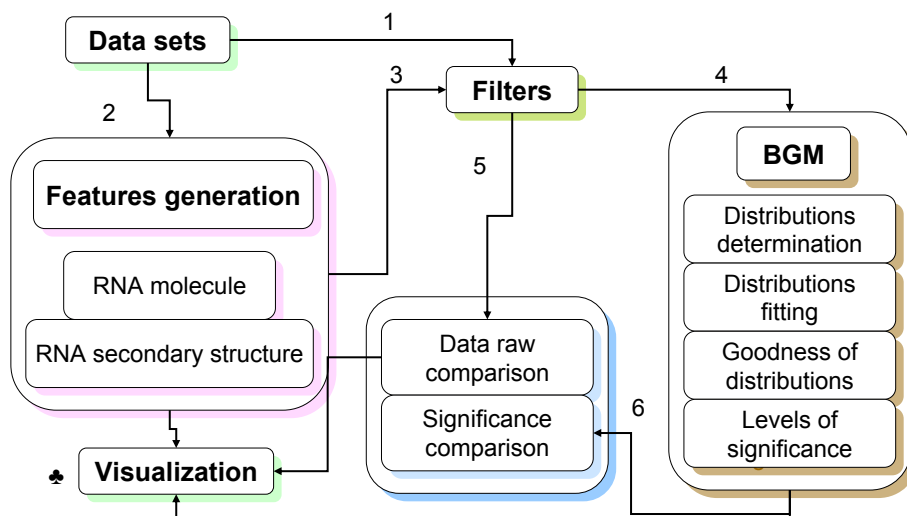 1
Data sets
3
4
Filters
2
BGM
5
Features generation
Distributions
determination
RNA molecule
Distributions
fitting
RNA secondary structure
Data raw
comparison
Goodness of
distributions
6
Significance
comparison
Levels of
significance
♣ Visualization